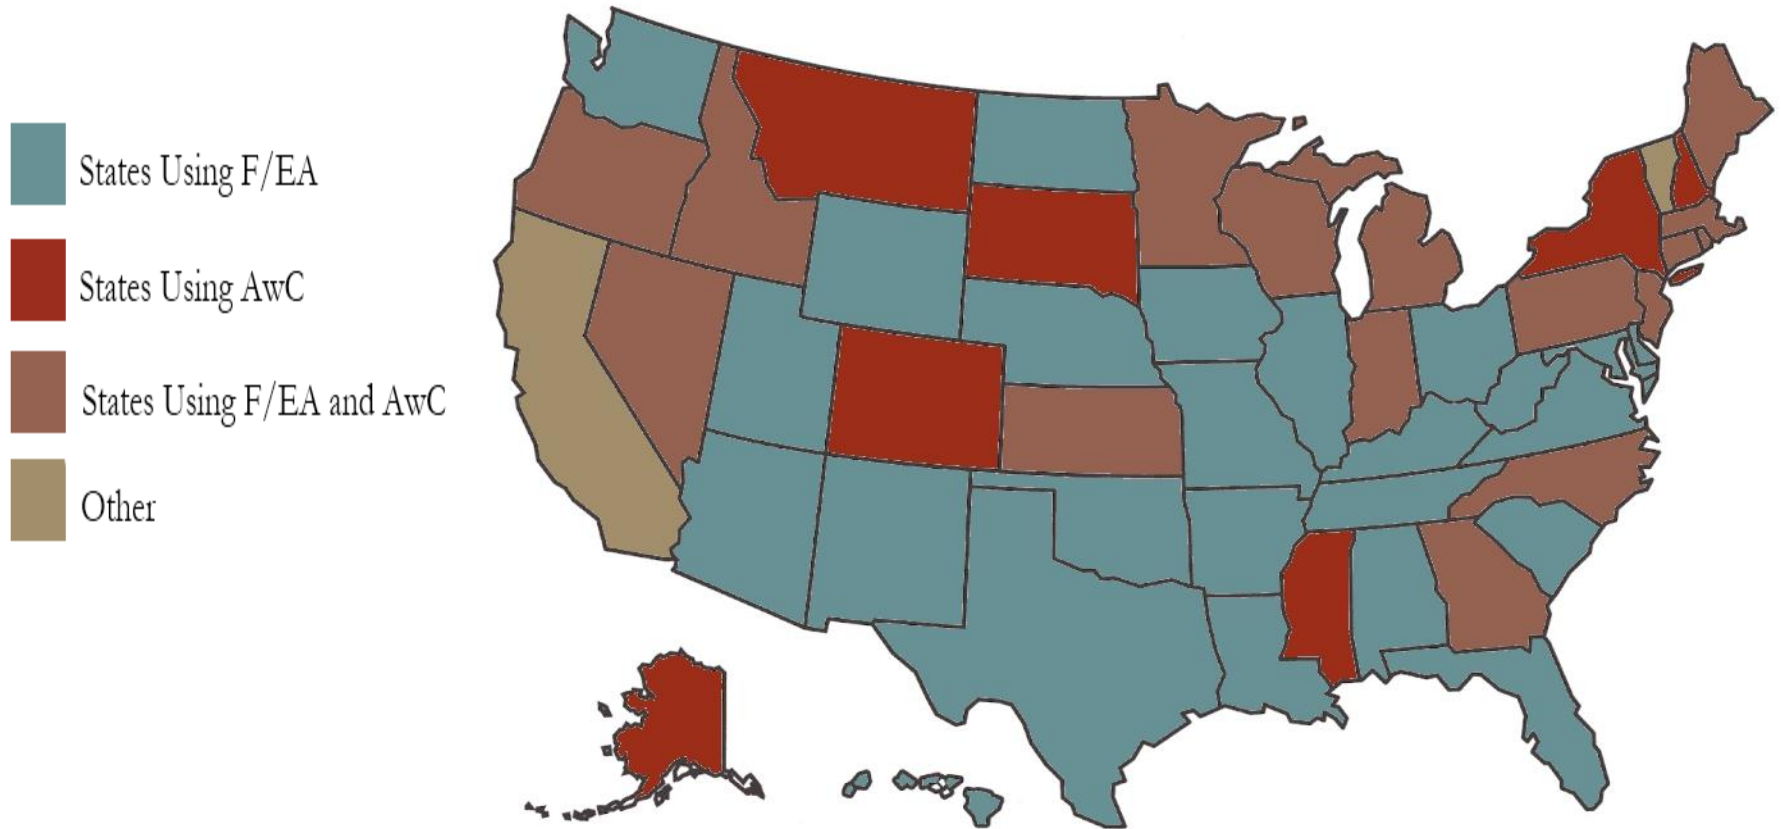 States Using F/EA
States Using AwC
States Using F/EA and AwC
Other